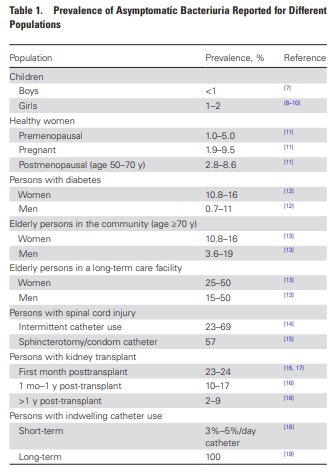 Table 1. Prevalence of Asymptomatic Bacteriuria Reported for Different
Populations
Population Prevalence, % Reference
Children
Boys <1 [7]
Girls 1–2 [8–10]
Healthy women
Premenopausal 1.0–5.0 [11]
Pregnant 1.9–9.5 [11]
Postmenopausal (age 50–70 y) 2.8–8.6 [11]
Persons with diabetes
Women 10.8–16 [12]
Men 0.7–11 [12]
Elderly persons in the community (age ≥70 y)
Women 10.8–16 [13]
Men 3.6–19 [13]
Elderly persons in a long-term care facility
Women 25–50 [13]
Men 15–50 [13]
Persons with spinal cord injury
Intermittent catheter use 23–69 [14]
Sphincterotomy/condom catheter 57 [15]
Persons with kidney transplant
First month posttransplant 23–24 [16, 17]
1 mo–1 y post-transplant 10–17 [16]
>1 y post-transplant 2–9 [16]
Persons with indwelling catheter use
Short-term 3%–5%/day [18]
catheter
Long-term 100 [19]